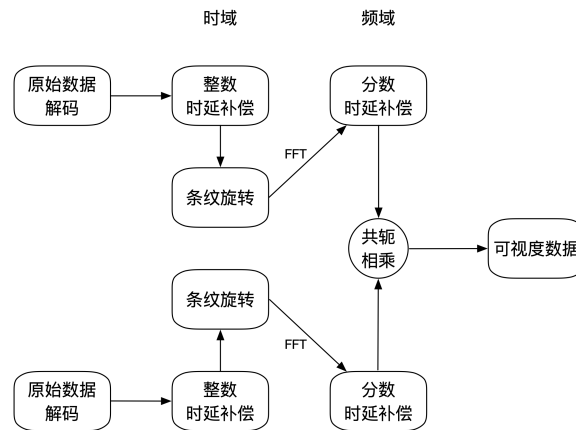 时域
频域
原始数据
解码
整数
时延补偿
分数
时延补偿
FFT
条纹旋转
共轭
相乘
可视度数据
条纹旋转
FFT
原始数据
解码
整数
时延补偿
分数
时延补偿